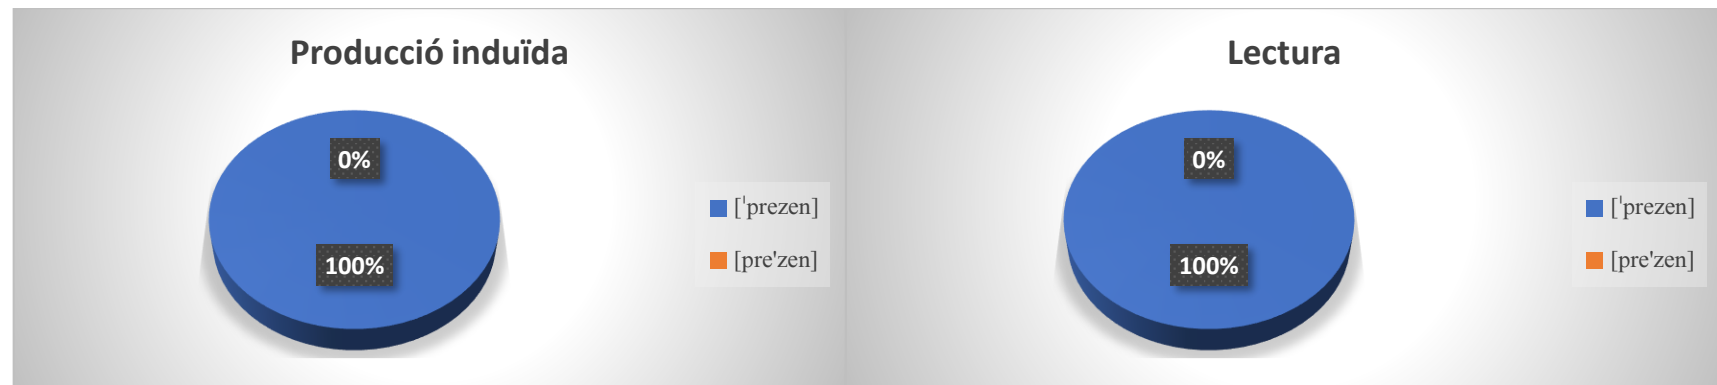 Producció induïda
0%
100%
[ˈprezen]
[pre'zen]
Lectura
0%
100%
[ˈprezen]
[pre'zen]